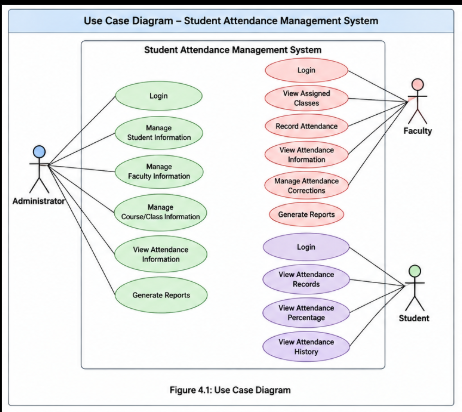 Use Case Diagram – Student Attendance Management System
Student Attendance Management System
Login
Manage
Student Information
Manage
Faculty Information
Manage
Course/Class Information
View Attendance
Information
Generate Reports
Administrator
Login
View Assigned
Classes
Record Attendance
View Attendance
Information
Manage Attendance
Corrections
Generate Reports
Faculty
Login
View Attendance
Records
View Attendance
Percentage
View Attendance
History
Student
Figure 4.1: Use Case Diagram